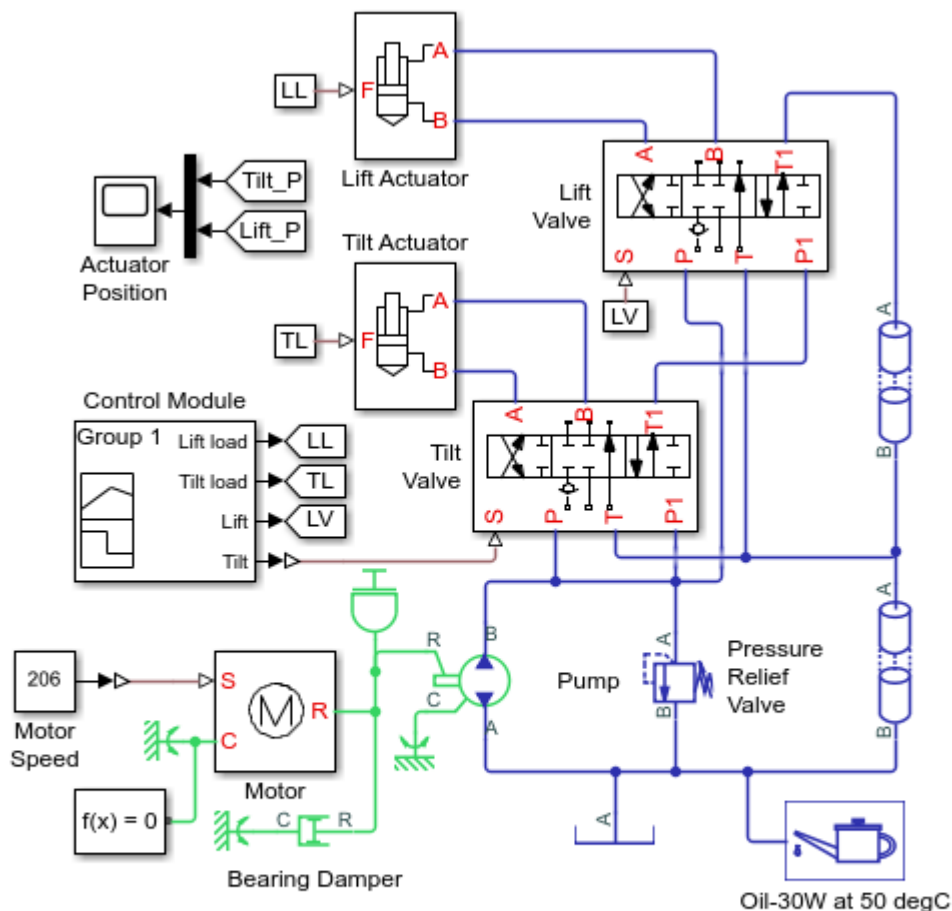 A
LL
F
B
Lift Actuator
A
B
T1
Lift
Valve
S
P
T
P1
LV
Tilt_P
Lift_P
Actuator
Position
Tilt Actuator
A
TL
F
B
A
B
Control Module
Group 1
Lift load
LL
Tilt load
TL
Lift
LV
Tilt
A
B
T1
Tilt
Valve
S
P
T
P1
206
Motor
Speed
S
M
R
C
Motor
f(x) = 0
C
R
Bearing Damper
R
B
C
A
Pump
A
B
Pressure
Relief
Valve
A
B
A
Oil-30W at 50 degC